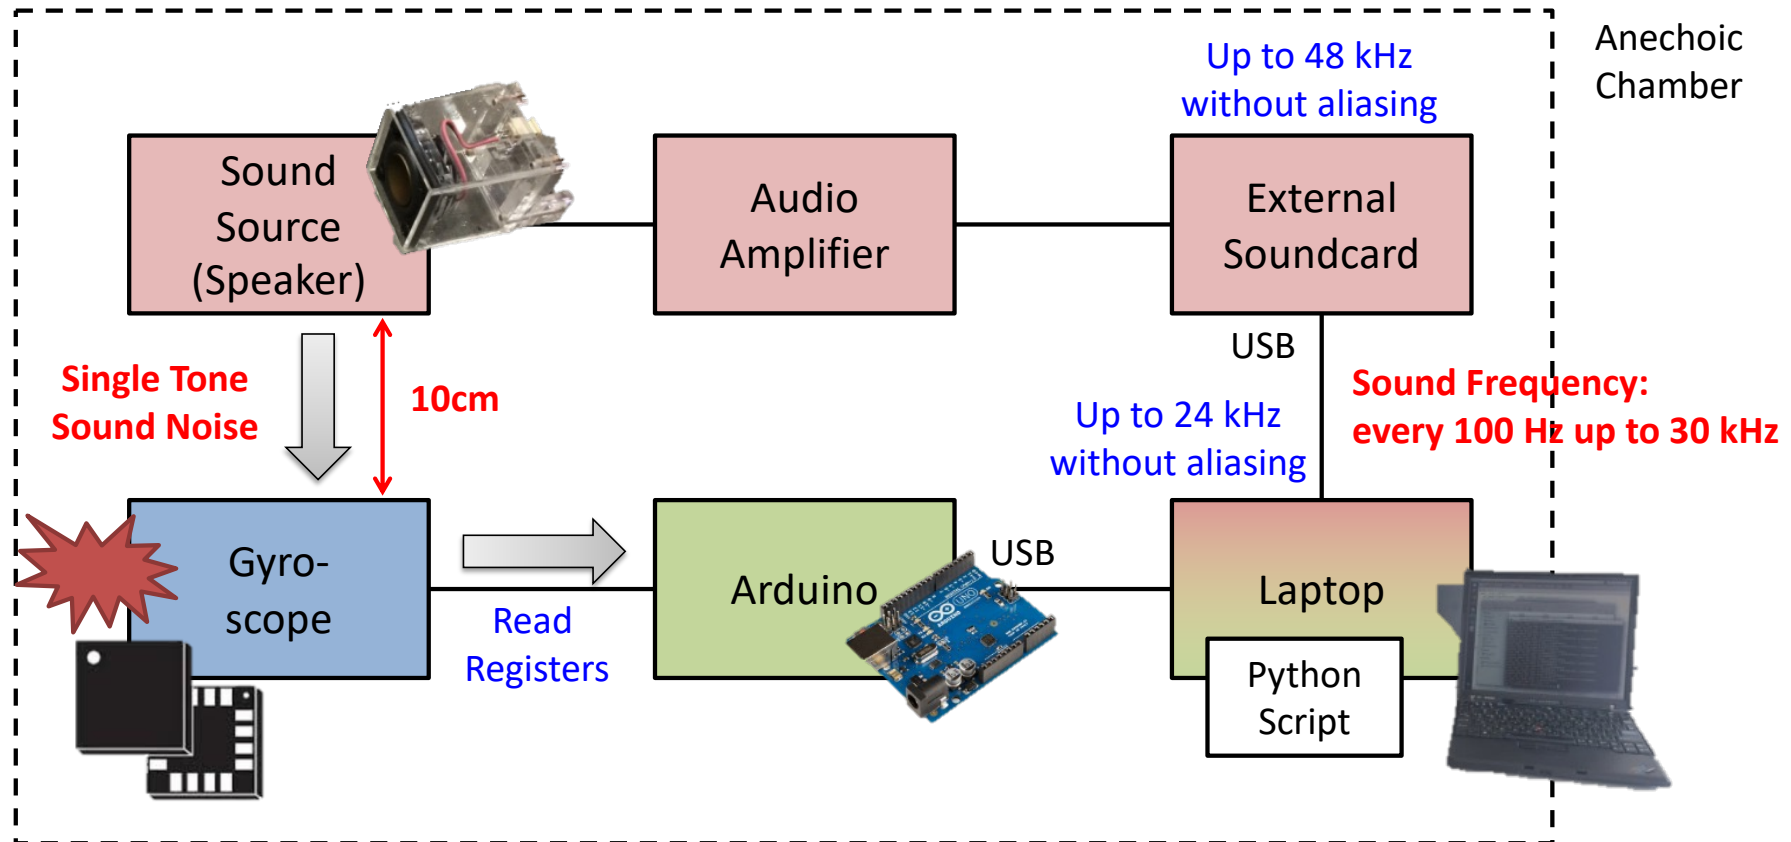 Anechoic
Chamber
Up to 48 kHz
without aliasing
Sound
Source
(Speaker)
Audio
Amplifier
External
Soundcard
USB
Single Tone
Sound Noise
10cm
Sound Frequency:
every 100 Hz up to 30 kHz
Up to 24 kHz
without aliasing
Gyro-
scope
Read
Registers
Arduino
USB
Laptop
Python
Script
UNO
ARDUINO